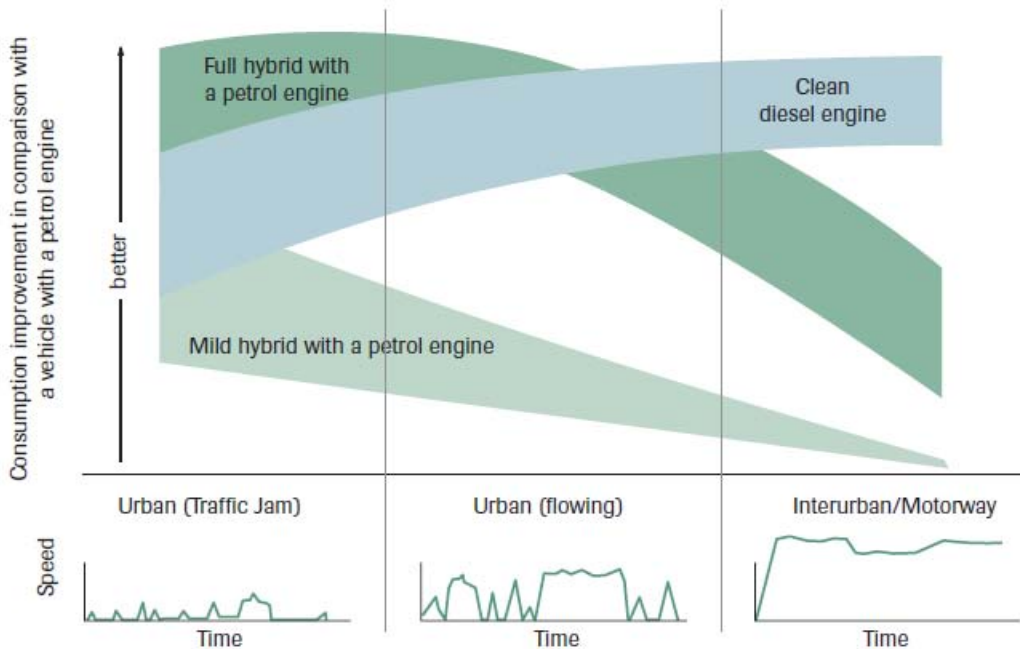 Consumption improvement in comparison with
a vehicle with a petrol engine
better
Full hybrid with
a petrol engine
Clean
diesel engine
Mild hybrid with a petrol engine
Urban (Traffic Jam)
Urban (flowing)
Interurban/Motorway
Speed
Time
Time
Time